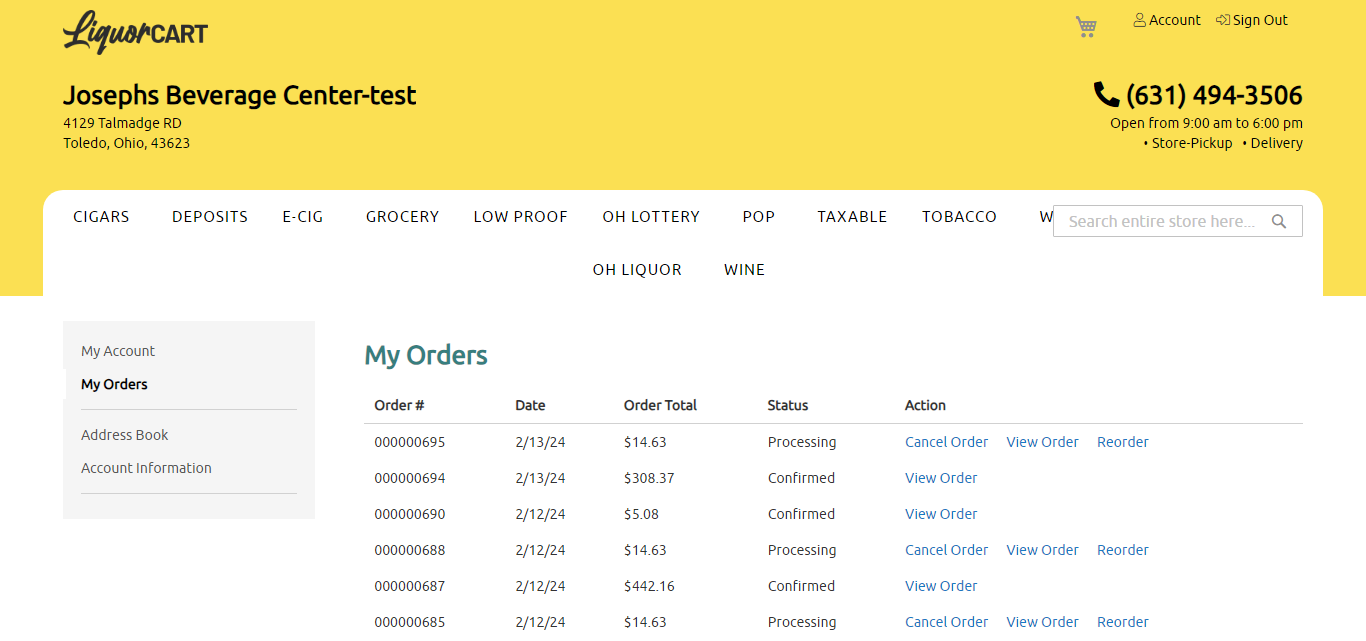 LiquorCART
Account Sign Out
Josephs Beverage Center-test
4129 Talmadge RD
Toledo, Ohio, 43623
(631) 494-3506
Open from 9:00 am to 6:00 pm
• Store-Pickup • Delivery
CIGARS DEPOSITS E-CIG GROCERY LOW PROOF OH LOTTERY POP TAXABLE TOBACCO
Search entire store here...
OH LIQUOR WINE
My Account
My Orders
Address Book
Account Information
My Orders
Order # Date Order Total Status Action
000000695 2/13/24 $14.63 Processing Cancel Order View Order Reorder
000000694 2/13/24 $308.37 Confirmed View Order
000000690 2/12/24 $5.08 Confirmed View Order
000000688 2/12/24 $14.63 Processing Cancel Order View Order Reorder
000000687 2/12/24 $442.16 Confirmed View Order
000000685 2/12/24 $14.63 Processing Cancel Order View Order Reorder